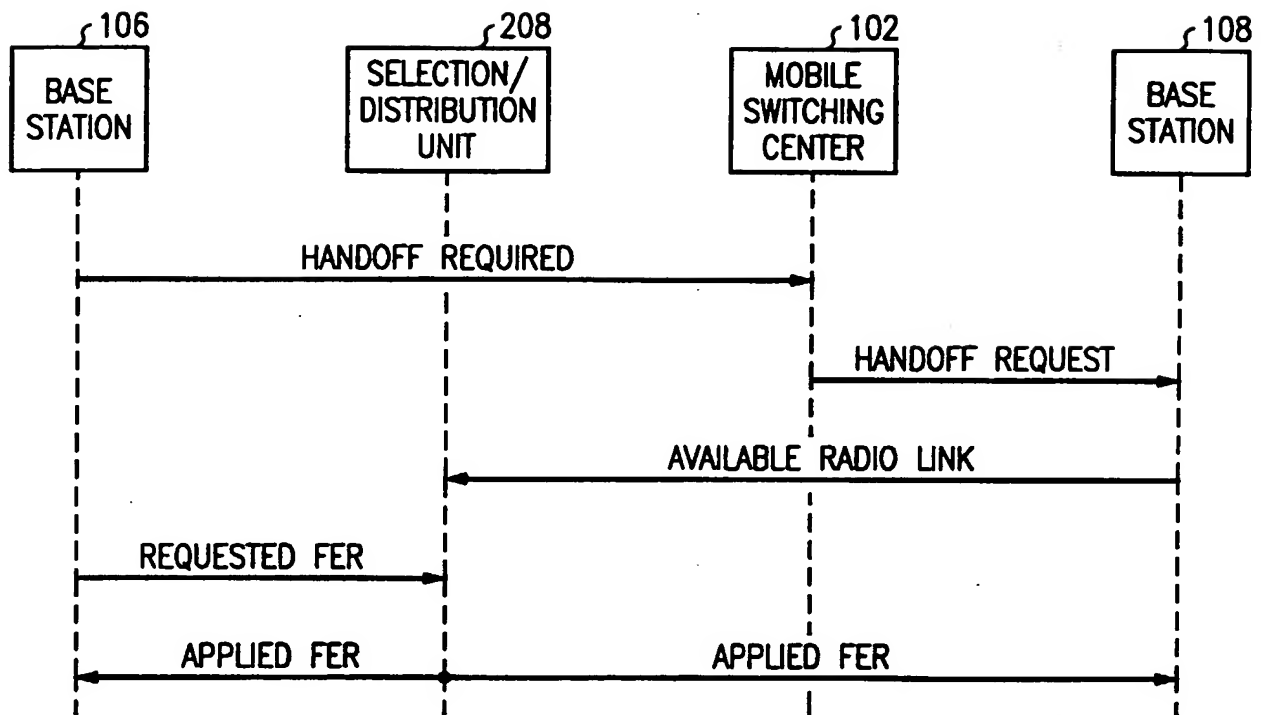 106
208
102
108
BASE
STATION
SELECTION/
DISTRIBUTION
UNIT
MOBILE
SWITCHING
CENTER
BASE
STATION
HANDOFF REQUIRED
HANDOFF REQUEST
AVAILABLE RADIO LINK
REQUESTED FER
APPLIED FER
APPLIED FER